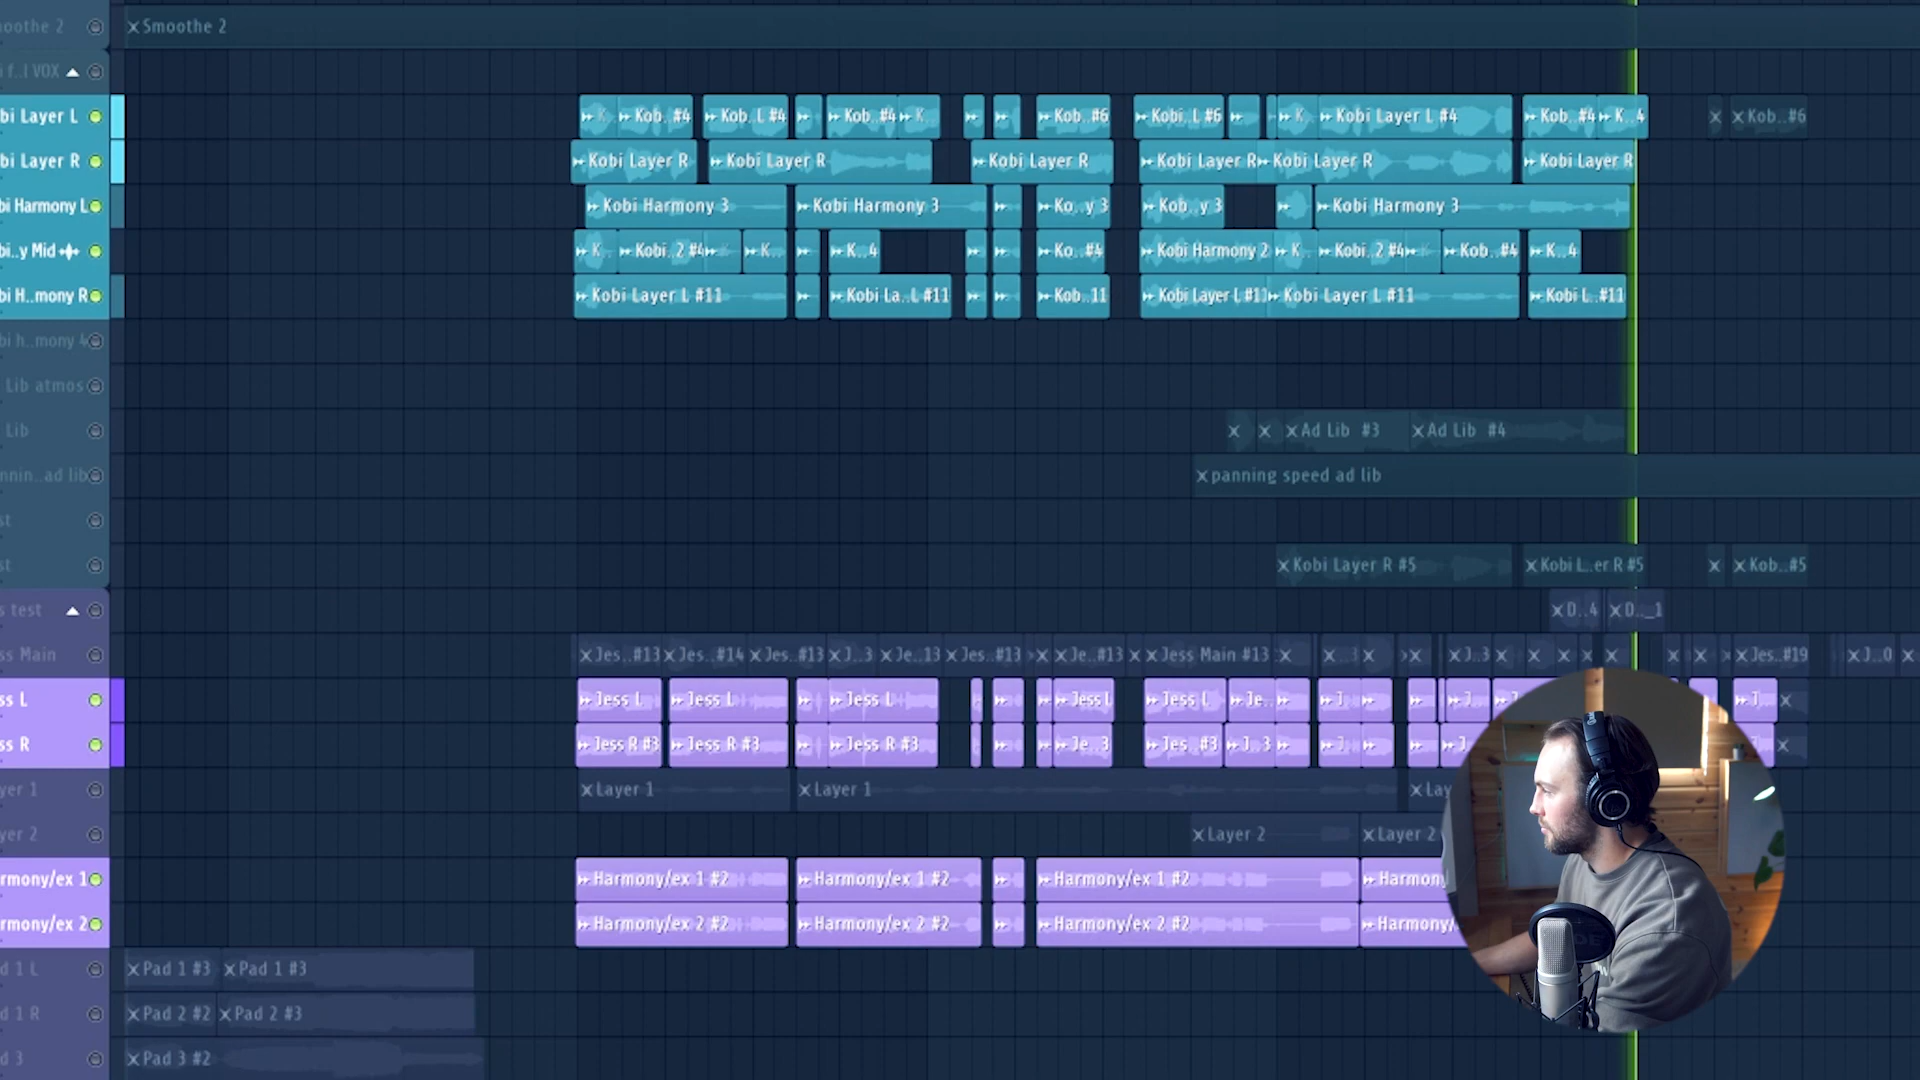 oothe 2
Smoothe 2
i f..l VOX
bi Layer L
Kob..#4
Kob..L #4
Kob..#4
K..
Kob..#6
Kobi..L #6
K..
Kobi Layer L #4
Kob..#4
K..4
Kob..#6
bi Layer R
Kobi Layer R
Kobi Layer R
Kobi Layer R
Kobi Layer R
Kobi Layer R
Kobi Layer R
bi Harmony L
Kobi Harmony 3
Kobi Harmony 3
Ko..y 3
Kob..y 3
Kobi Harmony 3
bi..y Mid
K..
Kobi..2 #4
K..
K..4
Ko..#4
Kobi Harmony 2
K..
Kobi..2 #4
Kob..#4
K..4
bi H..mony R
Kobi Layer L #11
Kobi La..L #11
Kob..11
Kobi Layer L #11
Kobi Layer L #11
Kobi L..#11
bi h..mony 4
Lib atmos
Lib
Ad Lib #3
Ad Lib #4
nnin..ad lib
panning speed ad lib
st
st
Kobi Layer R #5
Kobi L..er R #5
Kob..#5
s test
D..4
D.._1
ss Main
Jes..#13
Jes..#14
Jes..#13
J..3
Je..13
Jes..#13
Je..#13
Jess Main #13
..3
J..3
Jes..#19
J..0
ss L
Jess L
Jess L
Jess L
Jess L
Jess L
Je..
J..
J..
J..
J..
ss R
Jess R #3
Jess R #3
Jess R #3
Je..3
Jes..#3
J..3
J..
J..
yer 1
Layer 1
Layer 1
Lay
yer 2
Layer 2
Layer 2
rmony/ex 1
Harmony/ex 1 #2
Harmony/ex 1 #2
Harmony/ex 1 #2
Harmony
rmony/ex 2
Harmony/ex 2 #2
Harmony/ex 2 #2
Harmony/ex 2 #2
Harmony/
d 1 L
Pad 1 #3
Pad 1 #3
d 1 R
Pad 2 #2
Pad 2 #3
d 3
Pad 3 #2